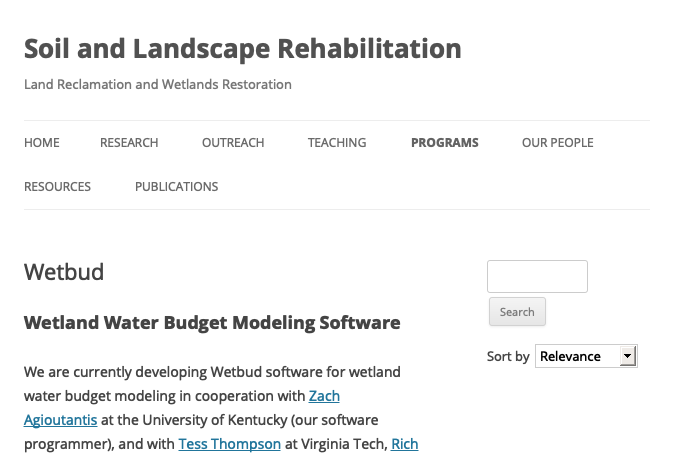 Soil and Landscape Rehabilitation
Land Reclamation and Wetlands Restoration
HOME RESEARCH OUTREACH TEACHING PROGRAMS OUR PEOPLE
RESOURCES PUBLICATIONS
Wetbud
Wetland Water Budget Modeling Software
We are currently developing Wetbud software for wetland
water budget modeling in cooperation with Zach
Agioutantis at the University of Kentucky (our software
programmer), and with Tess Thompson at Virginia Tech, Rich
Search
Sort by Relevance